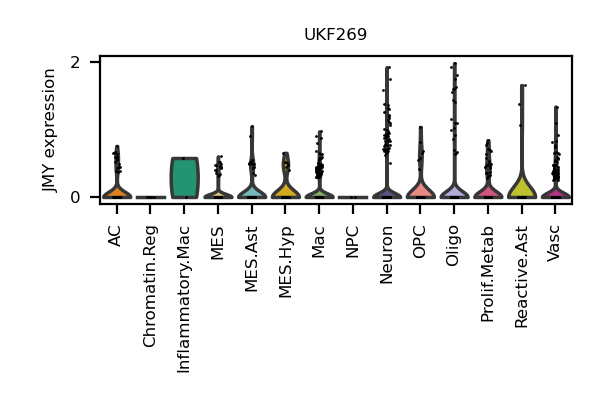 UKF269
JMY expression
2
0
AC
Chromatin.Reg
Inflammatory.Mac
MES
MES.Ast
MES.Hyp
Mac
NPC
Neuron
OPC
Oligo
Prolif.Metab
Reactive.Ast
Vasc